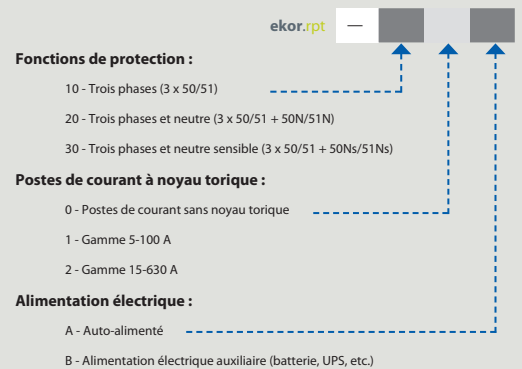 ekor.rpt —
Fonctions de protection :
10 - Trois phases (3 x 50/51)
20 - Trois phases et neutre (3 x 50/51 + 50N/51N)
30 - Trois phases et neutre sensible (3 x 50/51 + 50Ns/51Ns)
Postes de courant à noyau torique :
0 - Postes de courant sans noyau torique
1 - Gamme 5-100 A
2 - Gamme 15-630 A
Alimentation électrique :
A - Auto-alimenté
B - Alimentation électrique auxiliaire (batterie, UPS, etc.)